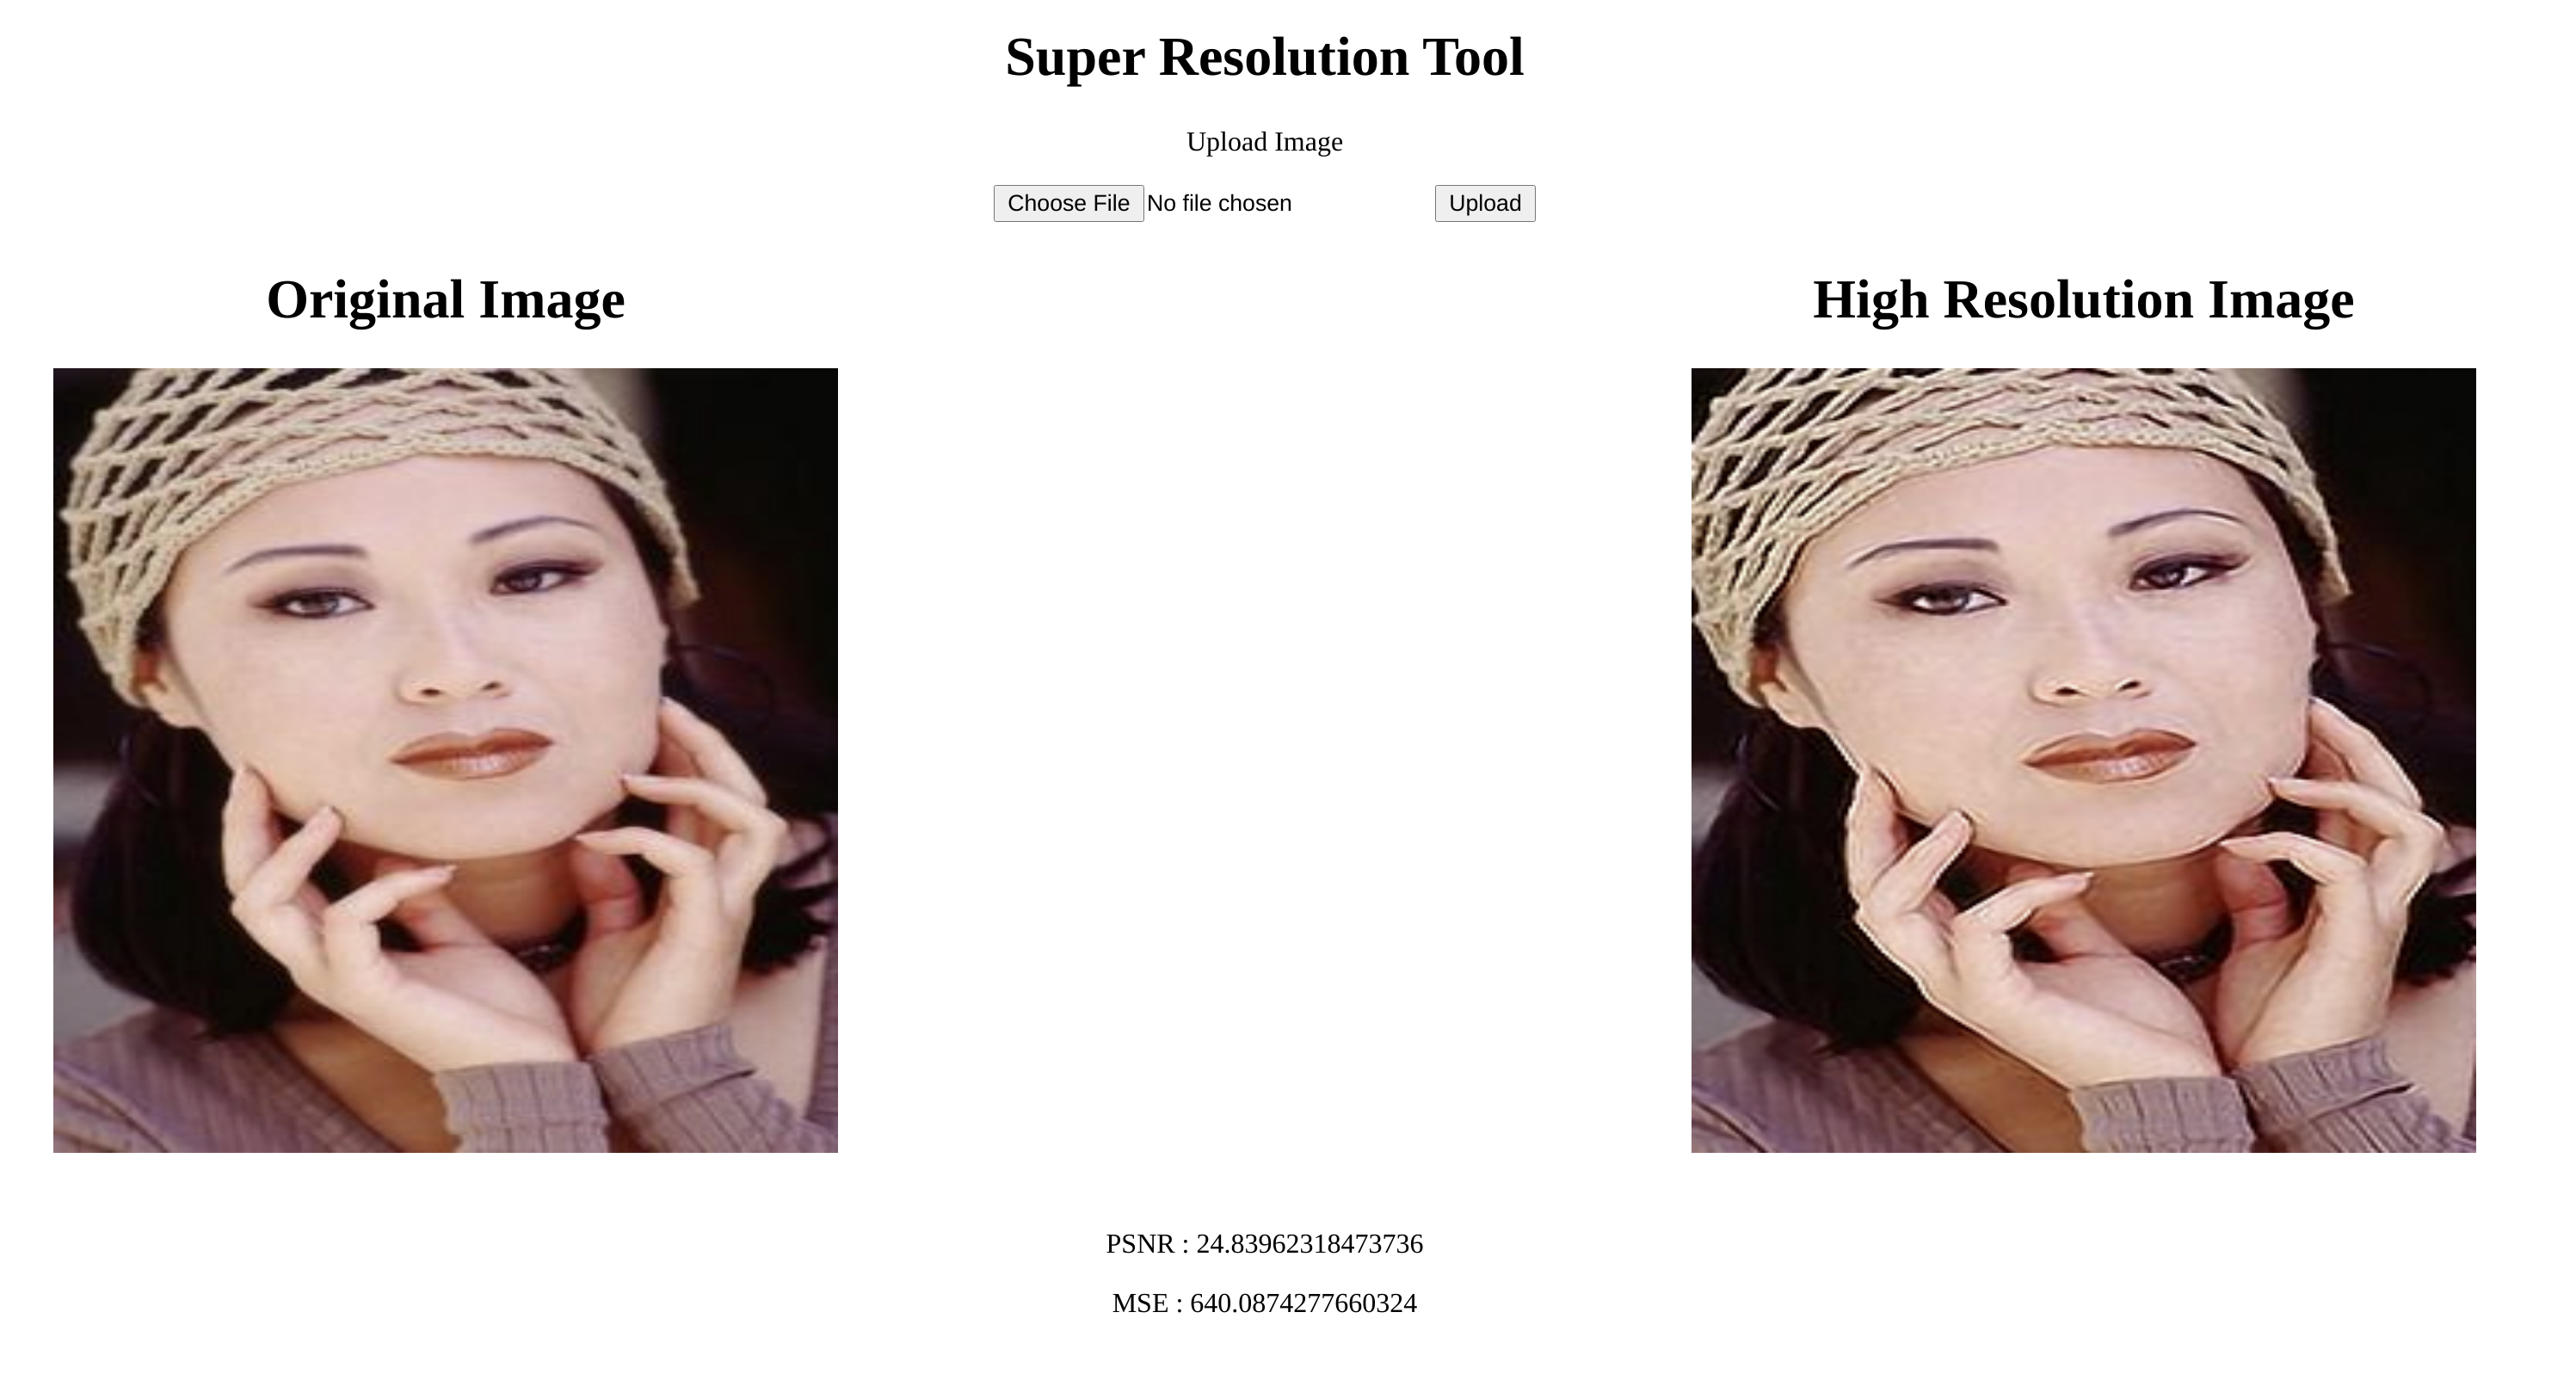 Super Resolution Tool
Upload Image
Choose File No file chosen Upload
Original Image
High Resolution Image
PSNR : 24.83962318473736
MSE : 640.0874277660324